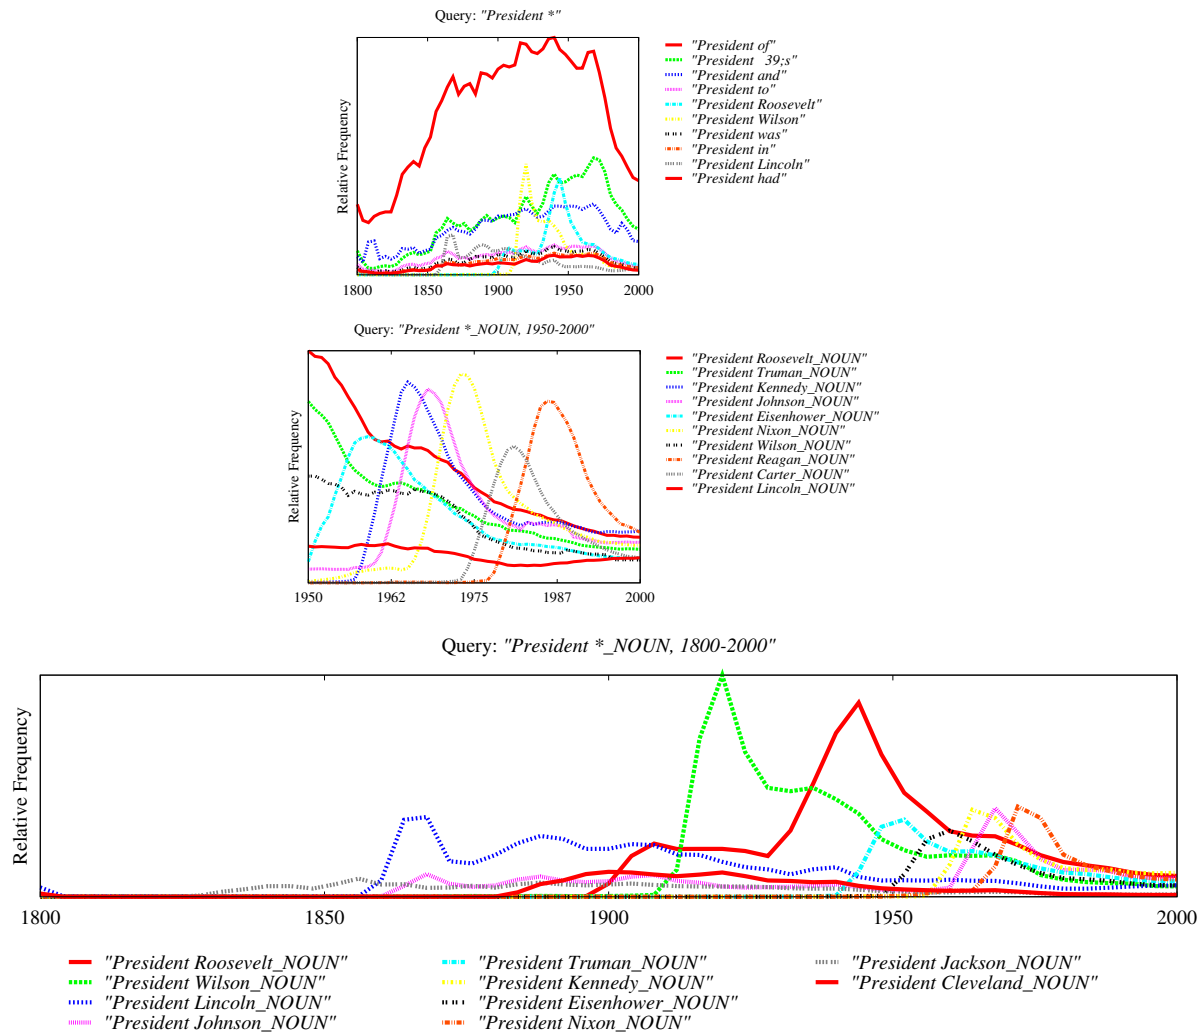 Query: "President *"
Relative Frequency
1800 1850 1900 1950 2000
"President of"
"President 39;s"
"President and"
"President to"
"President Roosevelt"
"President Wilson"
"President was"
"President in"
"President Lincoln"
"President had"
Query: "President *_NOUN, 1950-2000"
Relative Frequency
1950 1962 1975 1987 2000
"President Roosevelt_NOUN"
"President Truman_NOUN"
"President Kennedy_NOUN"
"President Johnson_NOUN"
"President Eisenhower_NOUN"
"President Nixon_NOUN"
"President Wilson_NOUN"
"President Reagan_NOUN"
"President Carter_NOUN"
"President Lincoln_NOUN"
Query: "President *_NOUN, 1800-2000"
Relative Frequency
1800 1850 1900 1950 2000
"President Roosevelt_NOUN" "President Truman_NOUN" "President Jackson_NOUN"
"President Wilson_NOUN" "President Kennedy_NOUN" "President Cleveland_NOUN"
"President Lincoln_NOUN" "President Eisenhower_NOUN"
"President Johnson_NOUN" "President Nixon_NOUN"